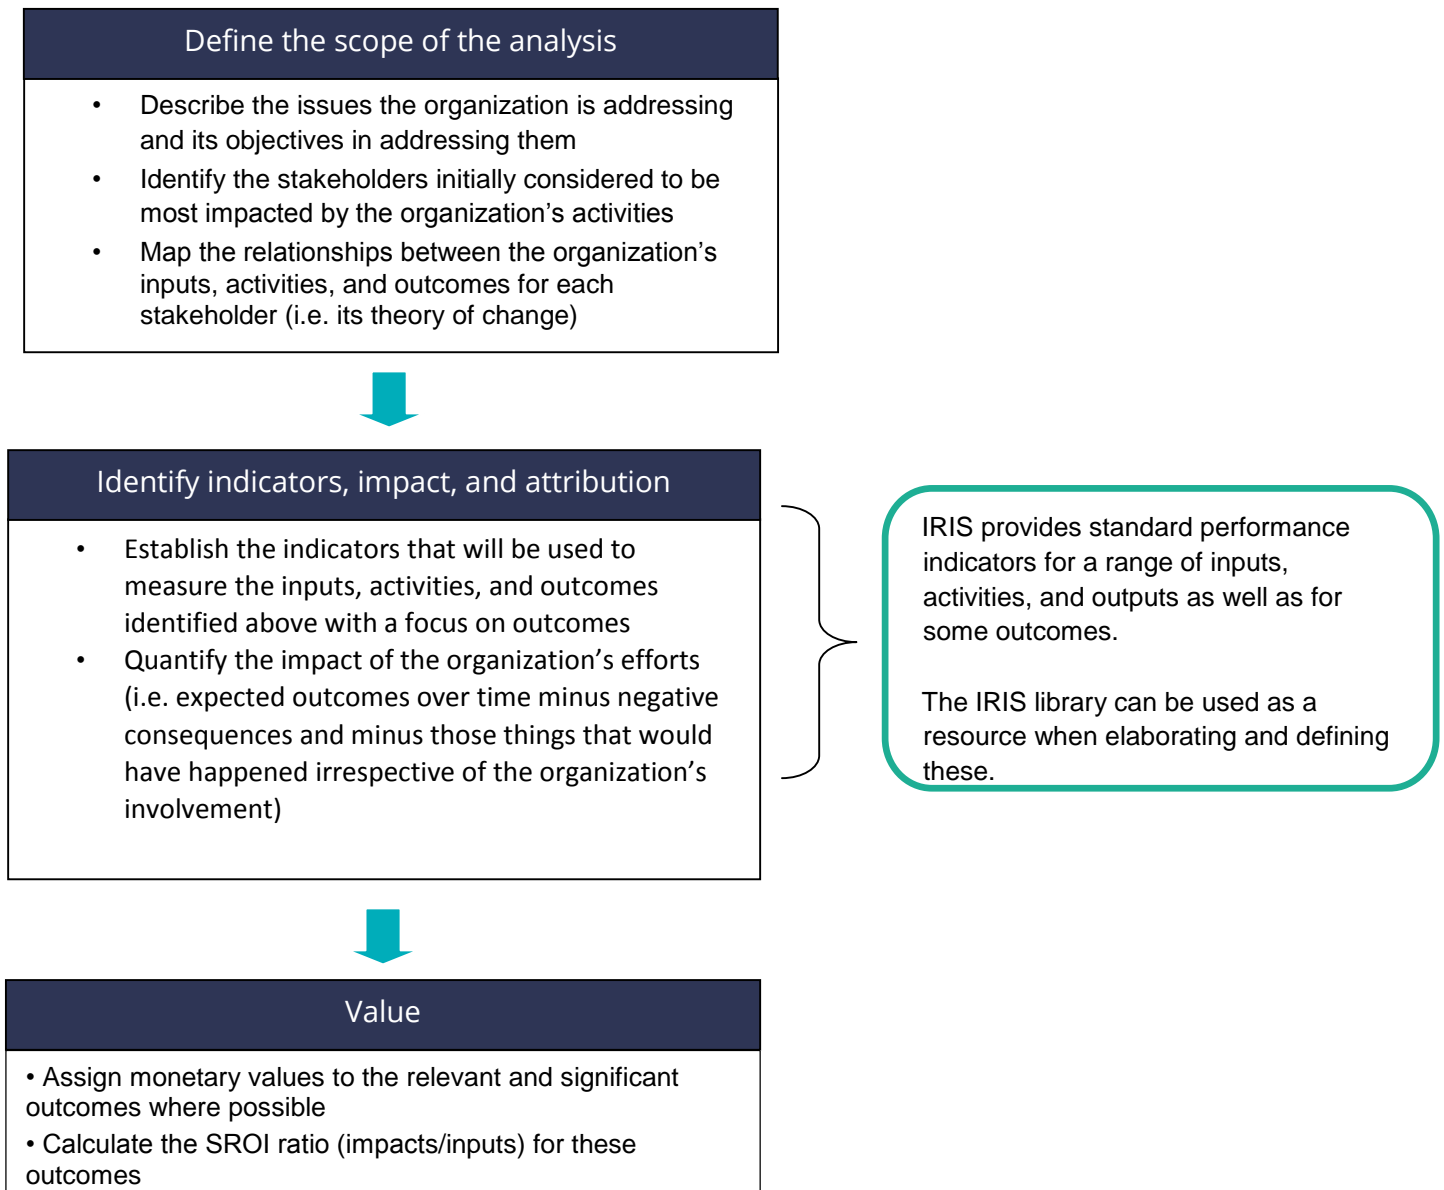 Define the scope of the analysis
• Describe the issues the organization is addressing
and its objectives in addressing them
• Identify the stakeholders initially considered to be
most impacted by the organization’s activities
• Map the relationships between the organization’s
inputs, activities, and outcomes for each
stakeholder (i.e. its theory of change)
Identify indicators, impact, and attribution
• Establish the indicators that will be used to
measure the inputs, activities, and outcomes
identified above with a focus on outcomes
• Quantify the impact of the organization’s efforts
(i.e. expected outcomes over time minus negative
consequences and minus those things that would
have happened irrespective of the organization’s
involvement)
IRIS provides standard performance
indicators for a range of inputs,
activities, and outputs as well as for
some outcomes.
The IRIS library can be used as a
resource when elaborating and defining
these.
Value
• Assign monetary values to the relevant and significant
outcomes where possible
• Calculate the SROI ratio (impacts/inputs) for these
outcomes